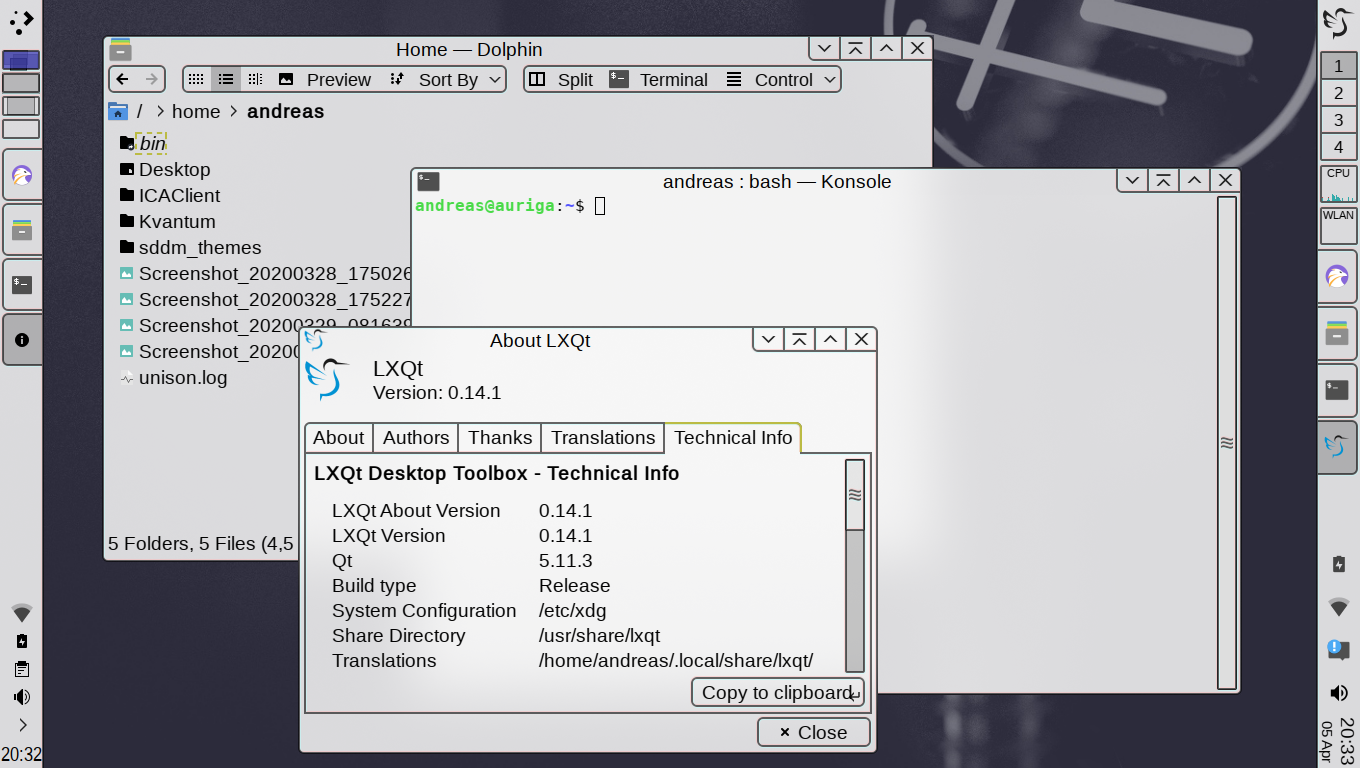 Home — Dolphin
Preview Sort By Split Terminal Control
/ home andreas
bin
Desktop
ICAClient
Kvantum
sddm_themes
Screenshot_20200328_175026
Screenshot_20200328_175227
Screenshot_20200329_081638
Screenshot_2020
unison.log
5 Folders, 5 Files (4,5
andreas : bash — Konsole
andreas@auriga:~$
About LXQt
LXQt
Version: 0.14.1
About Authors Thanks Translations Technical Info
LXQt Desktop Toolbox - Technical Info
LXQt About Version 0.14.1
LXQt Version 0.14.1
Qt 5.11.3
Build type Release
System Configuration /etc/xdg
Share Directory /usr/share/lxqt
Translations /home/andreas/.local/share/lxqt/
Copy to clipboard
Close
20:32
1
2
3
4
CPU
WLAN
20:33
05 Apr